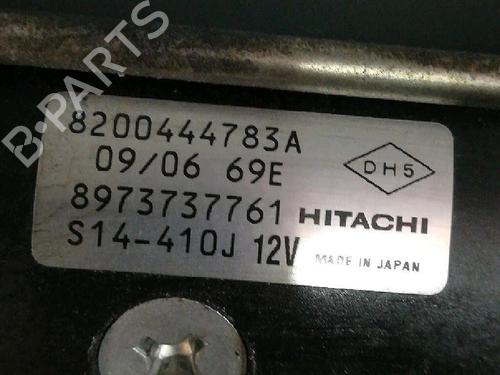 B-PARTS
8200444783A
09/06 69E
DH5
8973737761 HITACHI
S14-410J 12V MADE IN JAPAN